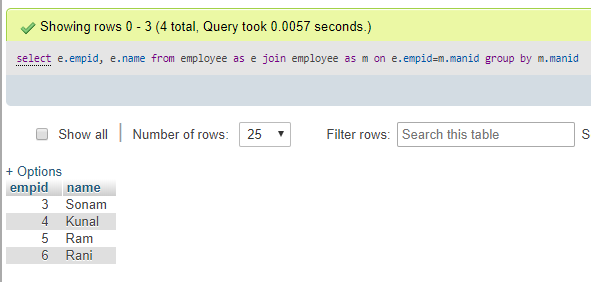 Showing rows 0 - 3 (4 total, Query took 0.0057 seconds.)
select e.empid, e.name from employee as e join employee as m on e.empid=m.manid group by m.manid
Show all | Number of rows: 25 Filter rows: Search this table S
+ Options
empid name
3 Sonam
4 Kunal
5 Ram
6 Rani